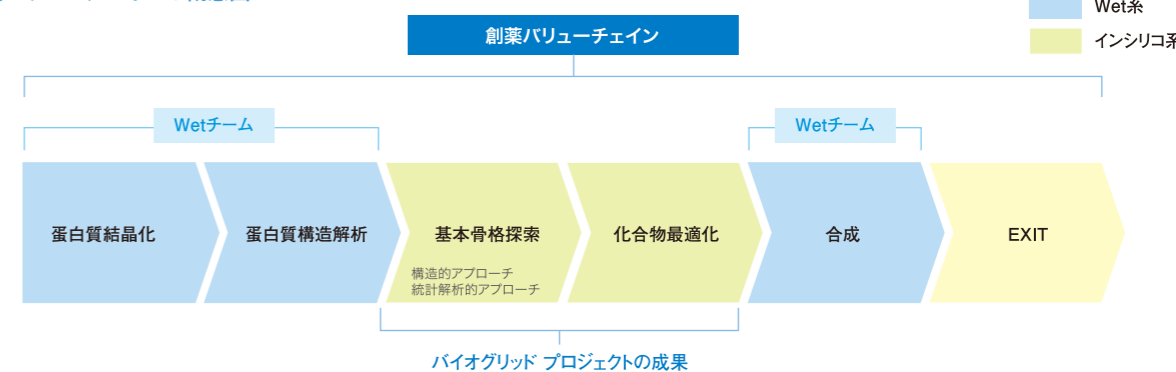 Wet系
創薬バリューチェイン
インシリコ系
Wetチーム
Wetチーム
蛋白質結晶化
蛋白質構造解析
基本骨格探索
化合物最適化
合成
EXIT
構造的アプローチ
統計解析的アプローチ
バイオグリッド プロジェクトの成果